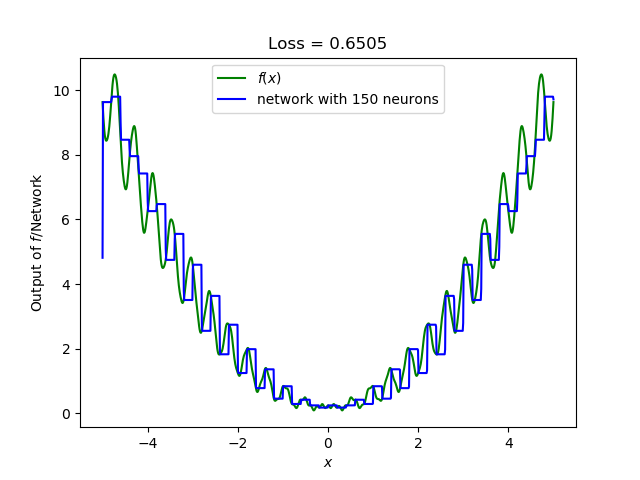 Loss = 0.6505
f(x)
network with 150 neurons
Output of f/Network
10
8
6
4
2
0
−4 −2 0 2 4
x